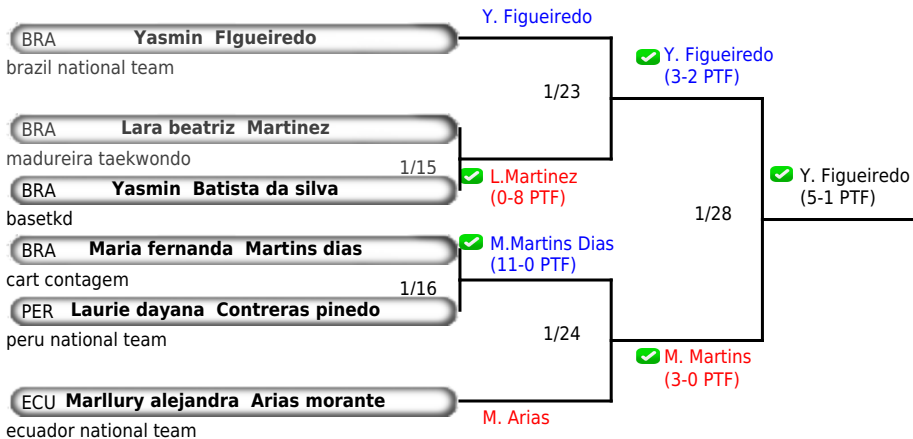 Y. Figueiredo
BRA Yasmin FIgueiredo
brazil national team
Y. Figueiredo
(3-2 PTF)
1/23
BRA Lara beatriz Martinez
madureira taekwondo
1/15
L.Martinez
(0-8 PTF)
BRA Yasmin Batista da silva
basetkd
Y. Figueiredo
(5-1 PTF)
1/28
BRA Maria fernanda Martins dias
cart contagem
M.Martins Dias
(11-0 PTF)
1/16
PER Laurie dayana Contreras pinedo
peru national team
1/24
M. Martins
(3-0 PTF)
ECU Marllury alejandra Arias morante
ecuador national team
M. Arias